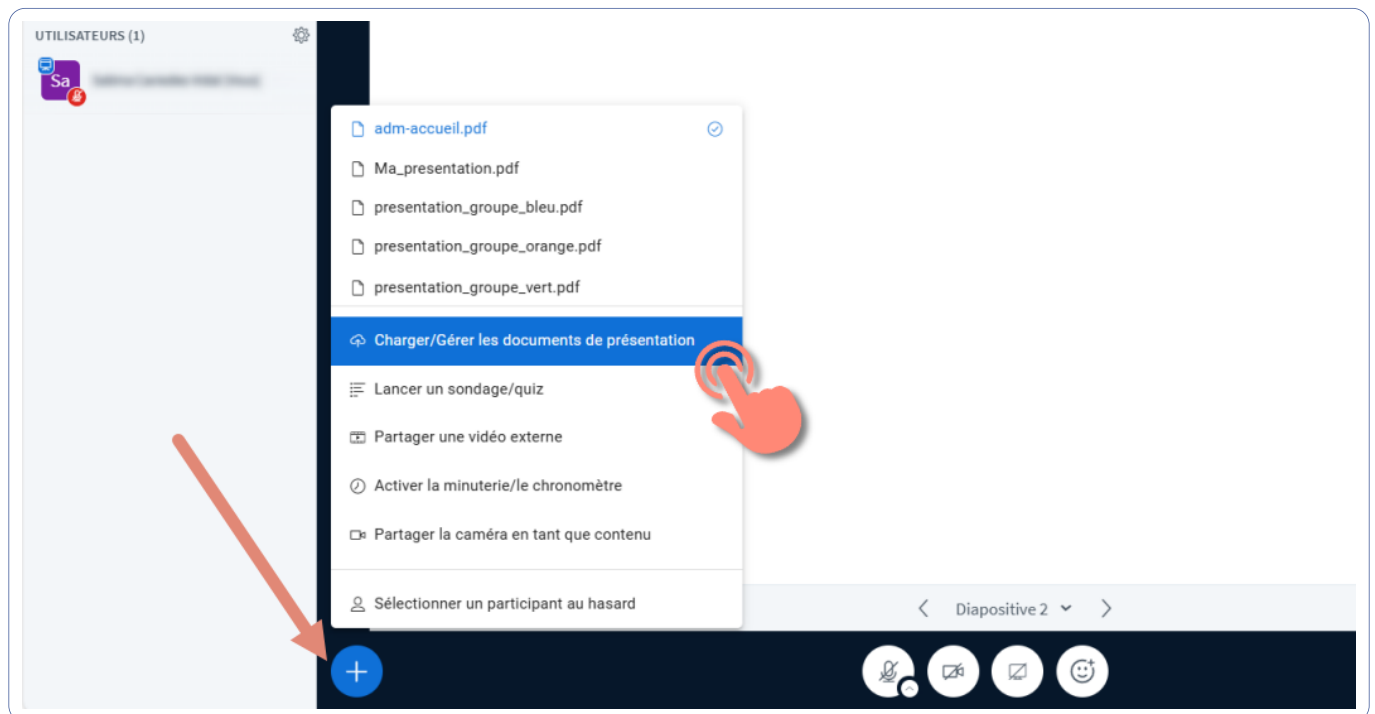 UTILISATEURS (1)
Sa
adm-accueil.pdf
Ma_presentation.pdf
presentation_groupe_bleu.pdf
presentation_groupe_orange.pdf
presentation_groupe_vert.pdf
Charger/Gérer les documents de présentation
Lancer un sondage/quiz
Partager une vidéo externe
Activer la minuterie/le chronomètre
Partager la caméra en tant que contenu
Sélectionner un participant au hasard
Diapositive 2